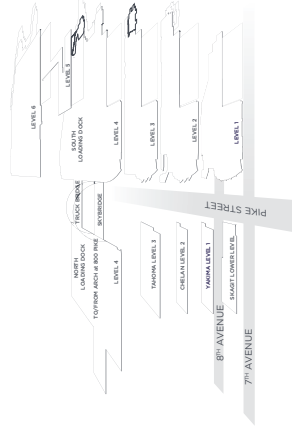 LEVEL 6
LEVEL 5
SOUTH
LOADING DOCK
LEVEL 4
LEVEL 3
LEVEL 2
LEVEL 1
TRUCK BRIDGE
SKYBRIDGE
PIKE STREET
NORTH
LOADING DOCK
TO/FROM ARCH at 800 PIKE
LEVEL 4
TAHOMA LEVEL 3
CHELAN LEVEL 2
YAKIMA LEVEL 1
SKAGIT LOWER LEVEL
8TH AVENUE
7TH AVENUE